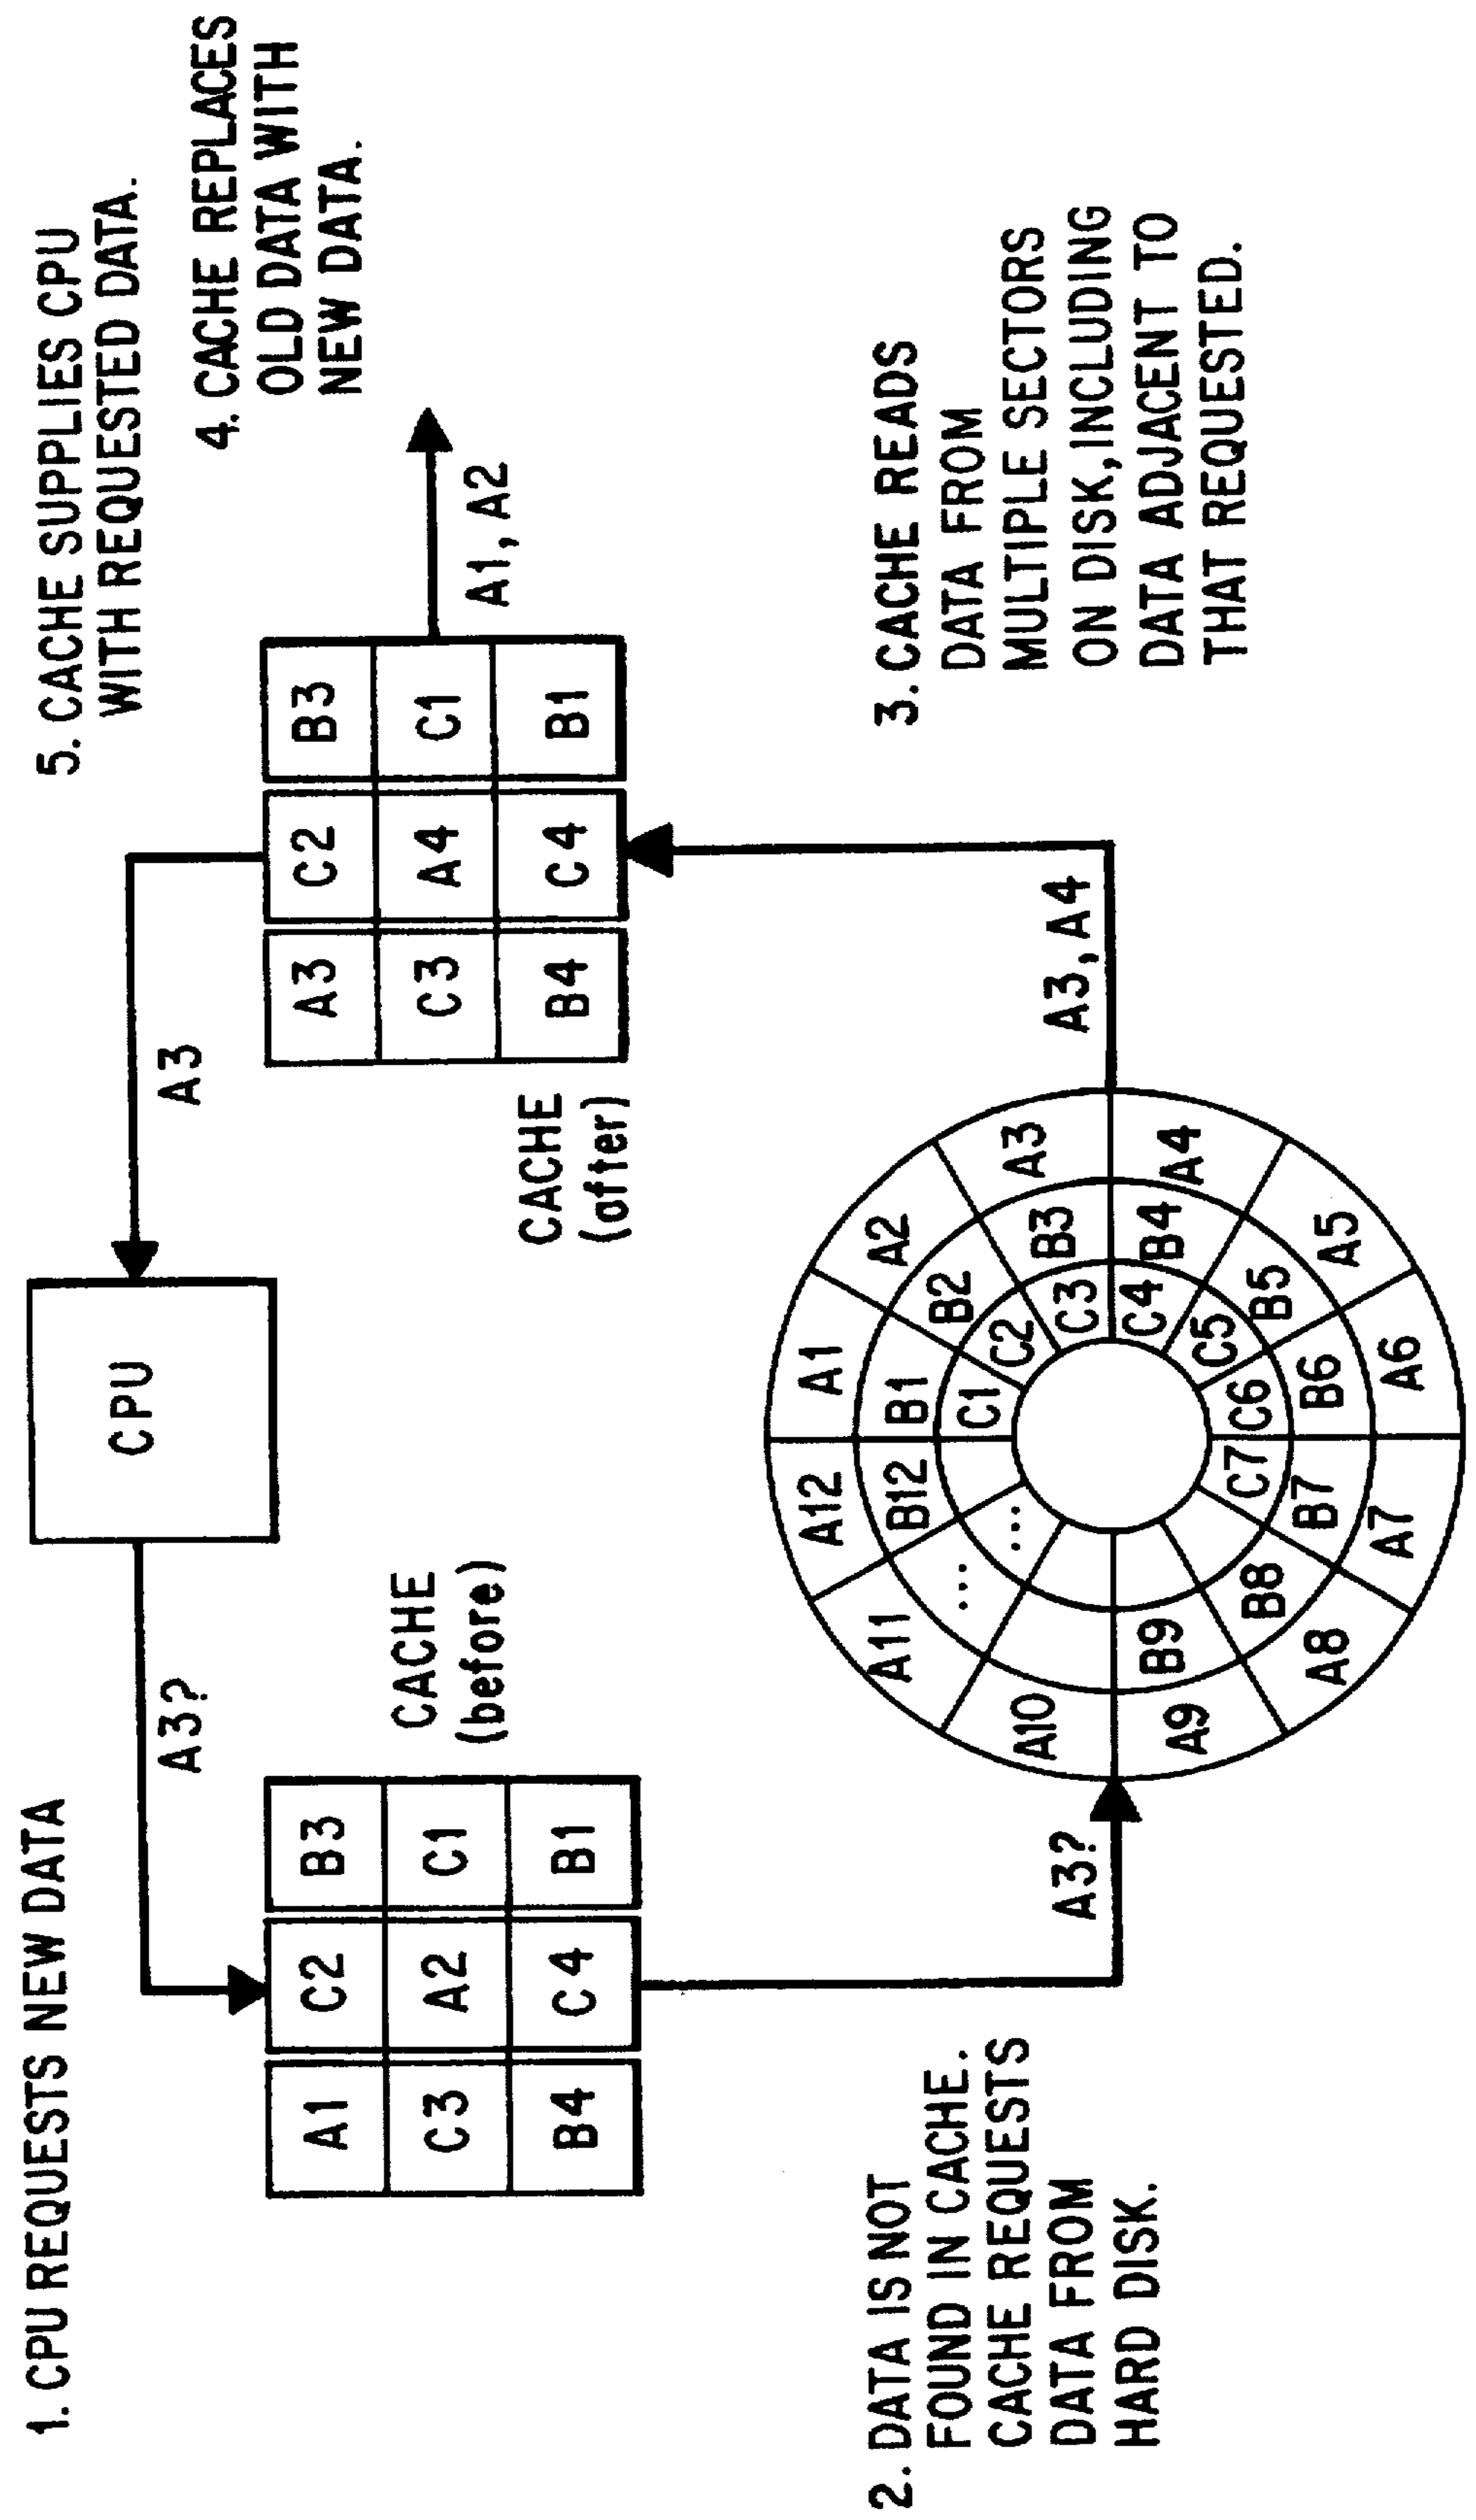 1. CPU REQUESTS NEW DATA
5. CACHE SUPPLIES CPU
WITH REQUESTED DATA.
CPU
A3?
A3
4. CACHE REPLACES
OLD DATA WITH
NEW DATA.
A1 C2 B3
C3 A2 C1
B4 C4 B1
CACHE
(before)
A3 C2 B3
C3 A4 C1
B4 C4 B1
CACHE
(after)
A1, A2
2. DATA IS NOT
FOUND IN CACHE.
CACHE REQUESTS
DATA FROM
HARD DISK.
A3?
A12 A1
A11 A2
B12 B1
... B2
C1
... C2
A10 B3 A3
C3
A9 B9 C4 B4 A4
B8 C5 B5
C7 C6
A8 B7 B6 A5
A7 A6
A3, A4
3. CACHE READS
DATA FROM
MULTIPLE SECTORS
ON DISK, INCLUDING
DATA ADJACENT TO
THAT REQUESTED.